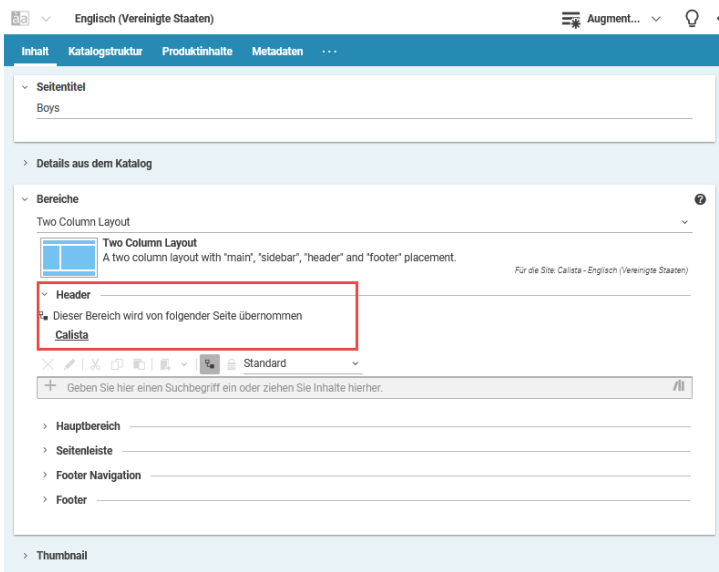 Englisch (Vereinigte Staaten)
Augment...
Inhalt Katalogstruktur Produktinhalte Metadaten ...
Seitentitel
Boys
Details aus dem Katalog
Bereiche
Two Column Layout
Two Column Layout
A two column layout with "main", "sidebar", "header" and "footer" placement.
Für die Site: Calista - Englisch (Vereinigte Staaten)
Header
Dieser Bereich wird von folgender Seite übernommen
Calista
Standard
Geben Sie hier einen Suchbegriff ein oder ziehen Sie Inhalte hierher.
Hauptbereich
Seitenleiste
Footer Navigation
Footer
Thumbnail